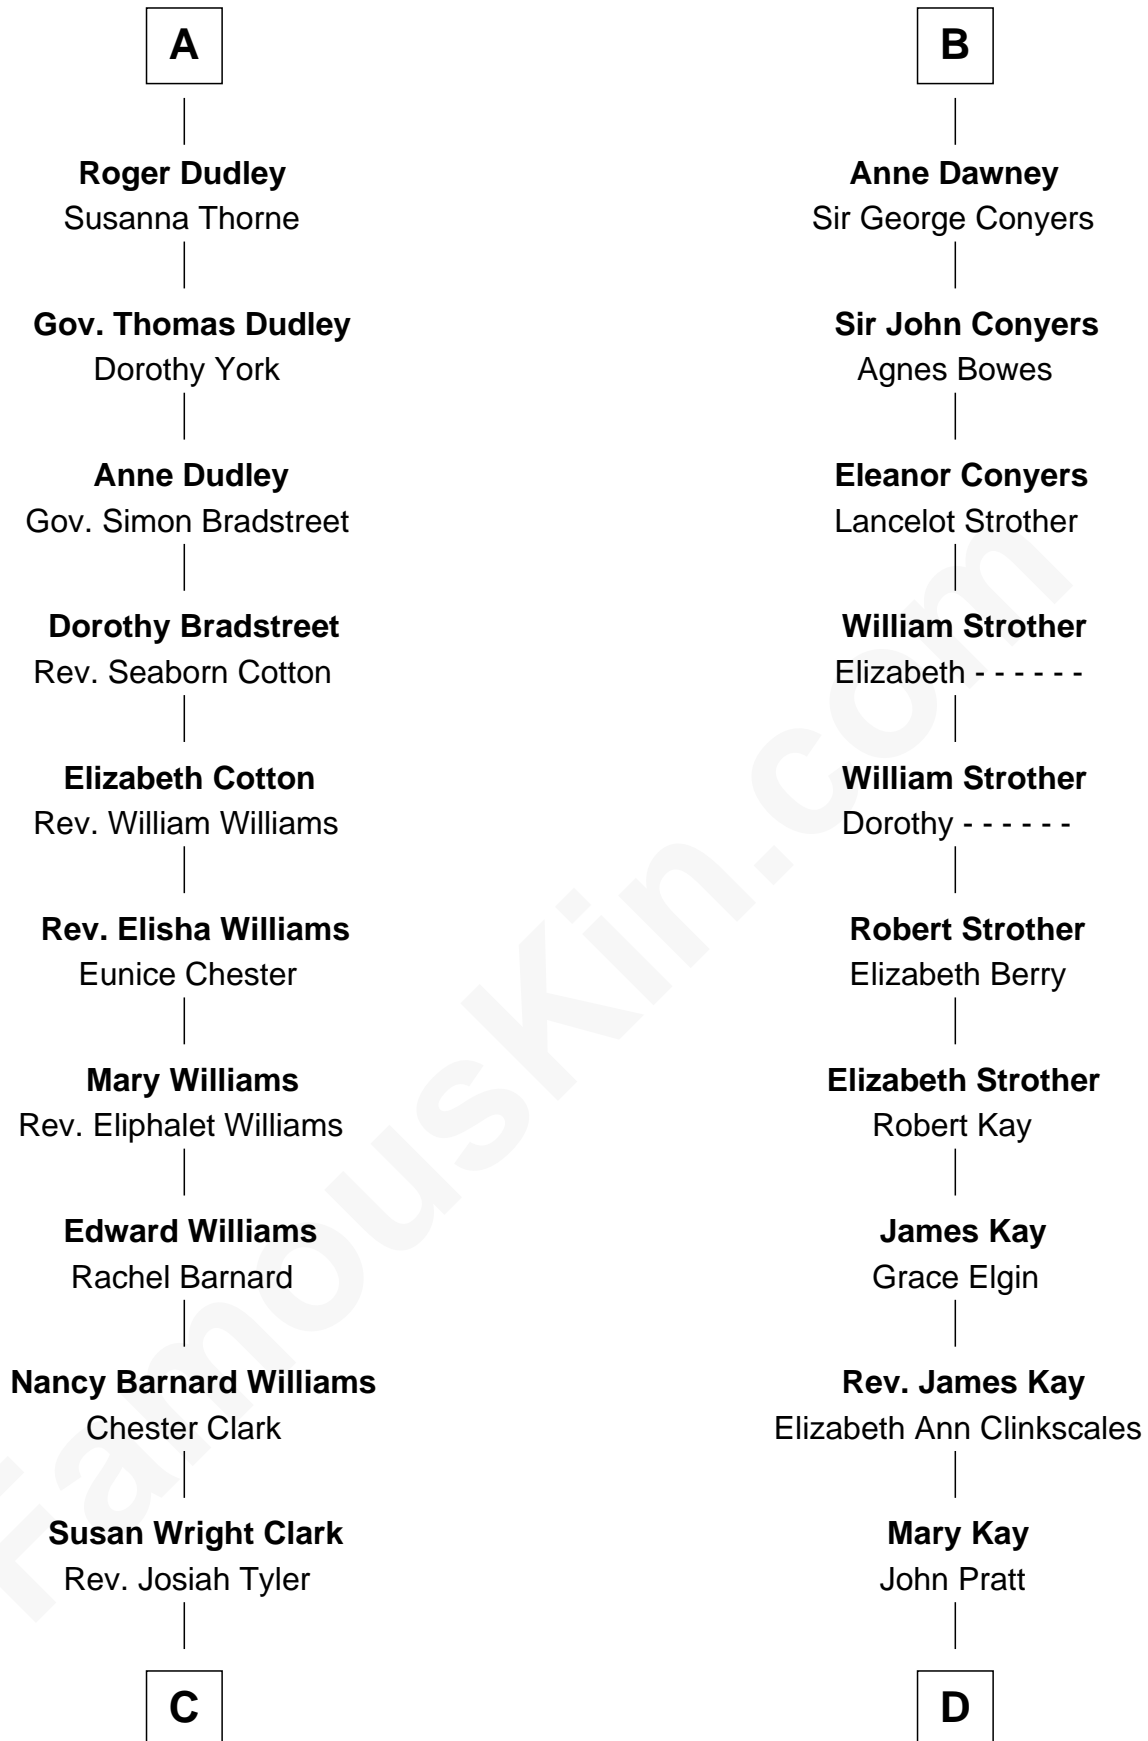 A
Roger Dudley
Susanna Thorne
Gov. Thomas Dudley
Dorothy York
Anne Dudley
Gov. Simon Bradstreet
Dorothy Bradstreet
Rev. Seaborn Cotton
Elizabeth Cotton
Rev. William Williams
Rev. Elisha Williams
Eunice Chester
Mary Williams
Rev. Eliphalet Williams
Edward Williams
Rachel Barnard
Nancy Barnard Williams
Chester Clark
Susan Wright Clark
Rev. Josiah Tyler
C
B
Anne Dawney
Sir George Conyers
Sir John Conyers
Agnes Bowes
Eleanor Conyers
Lancelot Strother
William Strother
Elizabeth - - - - - -
William Strother
Dorothy - - - - - -
Robert Strother
Elizabeth Berry
Elizabeth Strother
Robert Kay
James Kay
Grace Elgin
Rev. James Kay
Elizabeth Ann Clinkscales
Mary Kay
John Pratt
D
FamousKin.com